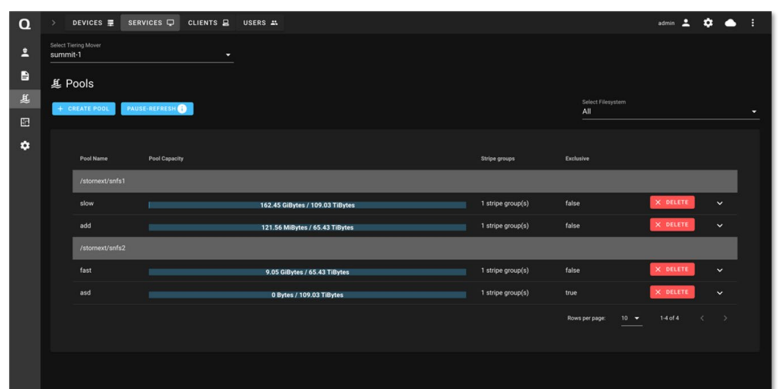 Q
DEVICES SERVICES CLIENTS USERS admin
Select Tiering Mover
summit-1
Pools
+ CREATE POOL PAUSE-REFRESH
Select Filesystem
All
Pool Name Pool Capacity Stripe groups Exclusive
/stornext/snfs1
slow 162.45 GiBytes / 109.03 TiBytes 1 stripe group(s) false × DELETE
add 121.56 MiBytes / 65.43 TiBytes 1 stripe group(s) false × DELETE
/stornext/snfs2
fast 9.05 GiBytes / 65.43 TiBytes 1 stripe group(s) false × DELETE
asd 0 Bytes / 109.03 TiBytes 1 stripe group(s) true × DELETE
Rows per page: 10 1-4 of 4